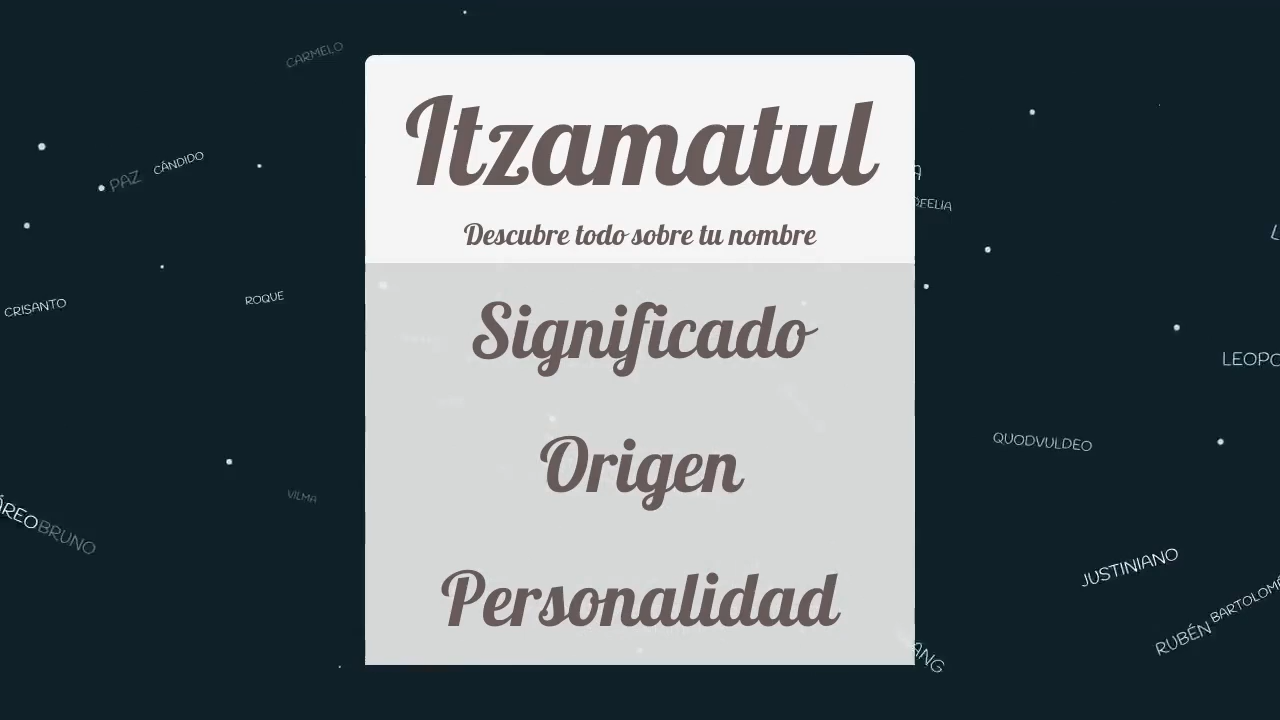 CARMELO
Itzamatul
PAZ
CÁNDIDO
OFELIA
Descubre todo sobre tu nombre
CRISANTO
ROQUE
Significado
QUODVULDEO
Origen
VILMA
BRUNO
JUSTINIANO
Personalidad
RUBÉN